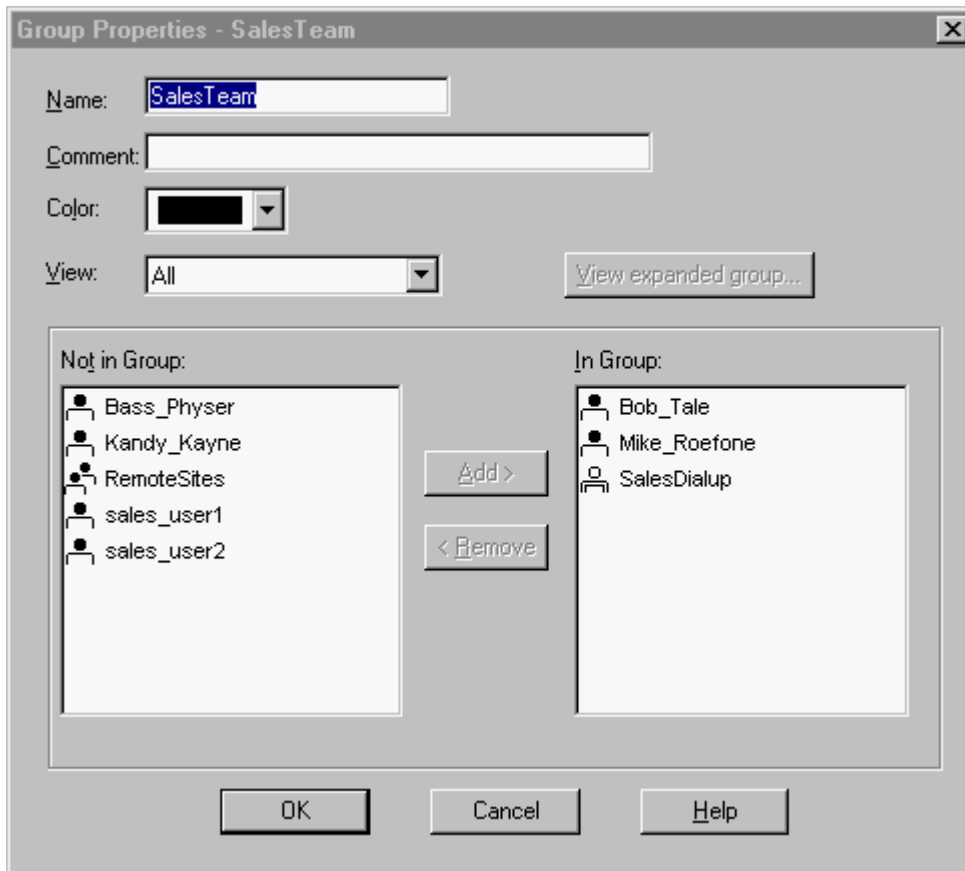 Group Properties - SalesTeam
Name: SalesTeam
Comment:
Color:
View: All View expanded group...
Not in Group: In Group:
Bass_Physer Bob_Tale
Kandy_Kayne Mike_Roefone
RemoteSites Add > SalesDialup
sales_user1
sales_user2 < Remove
OK Cancel Help